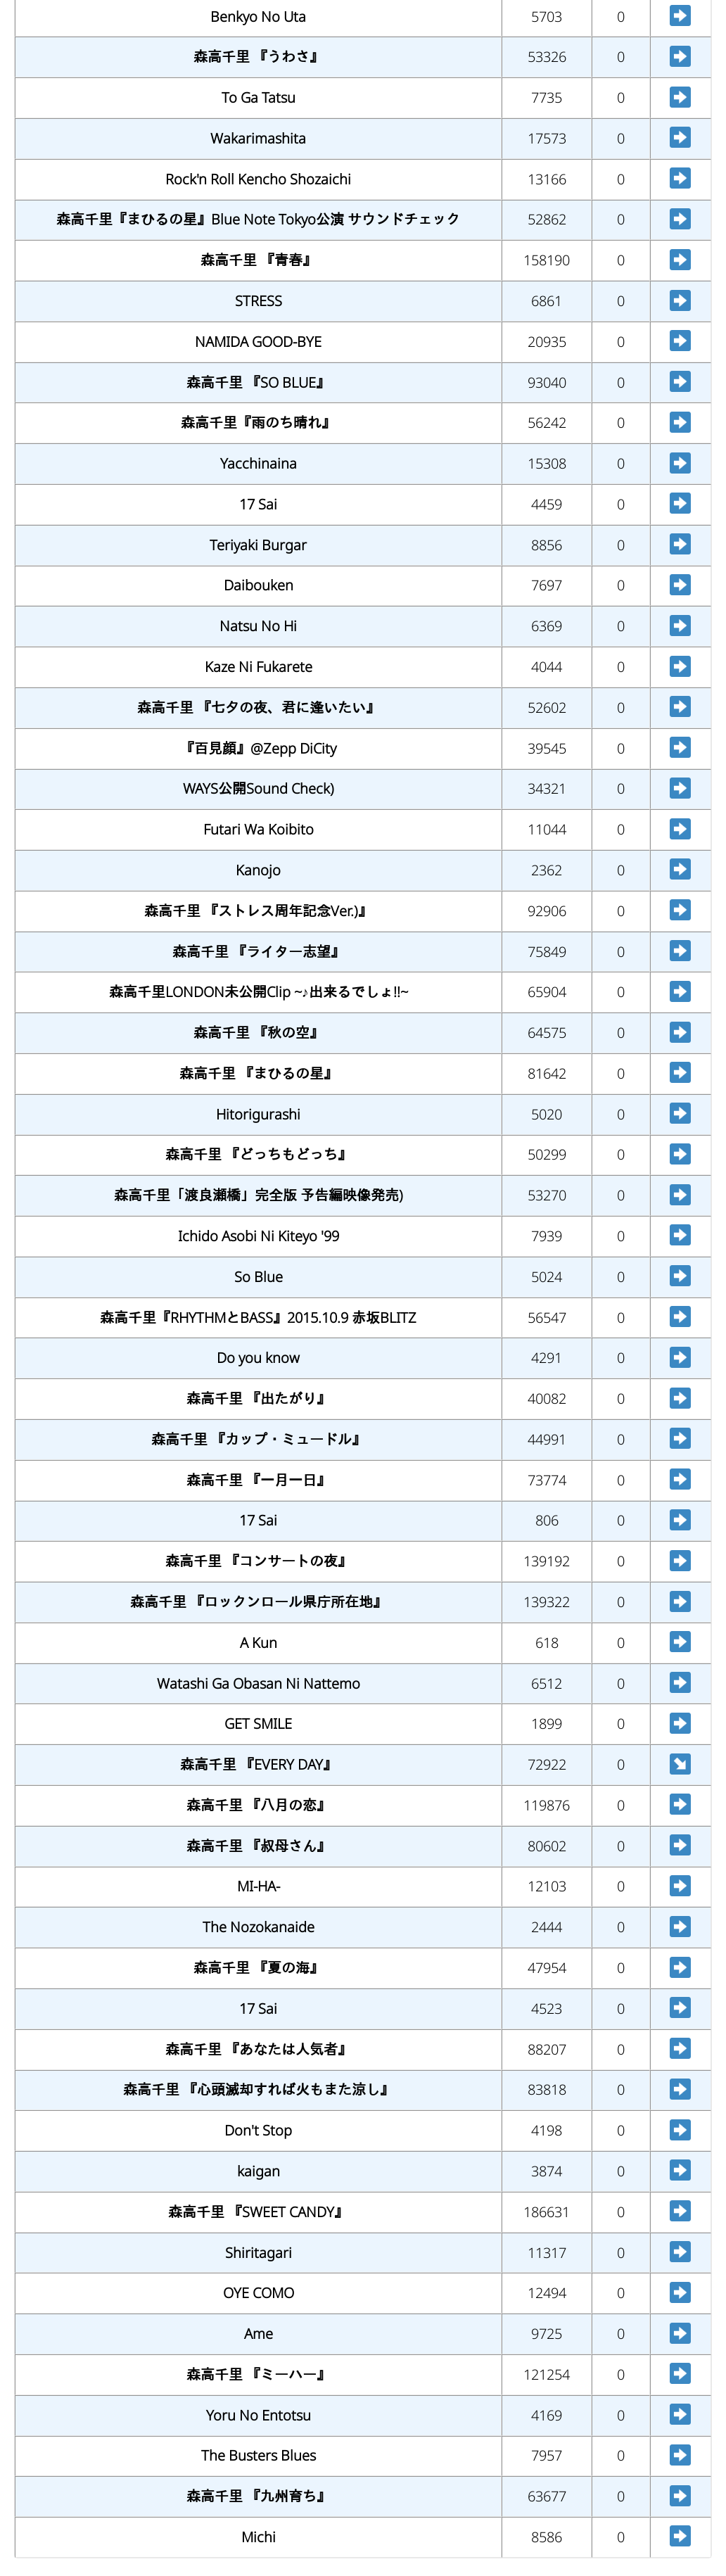 Benkyo No Uta 5703 0
森高千里 『うわさ』 53326 0
To Ga Tatsu 7735 0
Wakarimashita 17573 0
Rock'n Roll Kencho Shozaichi 13166 0
森高千里『まひるの星』Blue Note Tokyo公演 サウンドチェック 52862 0
森高千里 『青春』 158190 0
STRESS 6861 0
NAMIDA GOOD-BYE 20935 0
森高千里 『SO BLUE』 93040 0
森高千里『雨のち晴れ』 56242 0
Yacchinaina 15308 0
17 Sai 4459 0
Teriyaki Burgar 8856 0
Daibouken 7697 0
Natsu No Hi 6369 0
Kaze Ni Fukarete 4044 0
森高千里 『七夕の夜、君に逢いたい』 52602 0
『百見顔』@Zepp DiCity 39545 0
WAYS公開Sound Check) 34321 0
Futari Wa Koibito 11044 0
Kanojo 2362 0
森高千里 『ストレス周年記念Ver.)』 92906 0
森高千里 『ライター志望』 75849 0
森高千里LONDON未公開Clip ~♪出来るでしょ!!~ 65904 0
森高千里 『秋の空』 64575 0
森高千里 『まひるの星』 81642 0
Hitorigurashi 5020 0
森高千里 『どっちもどっち』 50299 0
森高千里「渡良瀬橋」完全版 予告編映像発売) 53270 0
Ichido Asobi Ni Kiteyo '99 7939 0
So Blue 5024 0
森高千里『RHYTHMとBASS』2015.10.9 赤坂BLITZ 56547 0
Do you know 4291 0
森高千里 『出たがり』 40082 0
森高千里 『カップ・ミュードル』 44991 0
森高千里 『一月一日』 73774 0
17 Sai 806 0
森高千里 『コンサートの夜』 139192 0
森高千里 『ロックンロール県庁所在地』 139322 0
A Kun 618 0
Watashi Ga Obasan Ni Nattemo 6512 0
GET SMILE 1899 0
森高千里 『EVERY DAY』 72922 0
森高千里 『八月の恋』 119876 0
森高千里 『叔母さん』 80602 0
MI-HA- 12103 0
The Nozokanaide 2444 0
森高千里 『夏の海』 47954 0
17 Sai 4523 0
森高千里 『あなたは人気者』 88207 0
森高千里 『心頭滅却すれば火もまた涼し』 83818 0
Don't Stop 4198 0
kaigan 3874 0
森高千里 『SWEET CANDY』 186631 0
Shiritagari 11317 0
OYE COMO 12494 0
Ame 9725 0
森高千里 『ミーハー』 121254 0
Yoru No Entotsu 4169 0
The Busters Blues 7957 0
森高千里 『九州育ち』 63677 0
Michi 8586 0